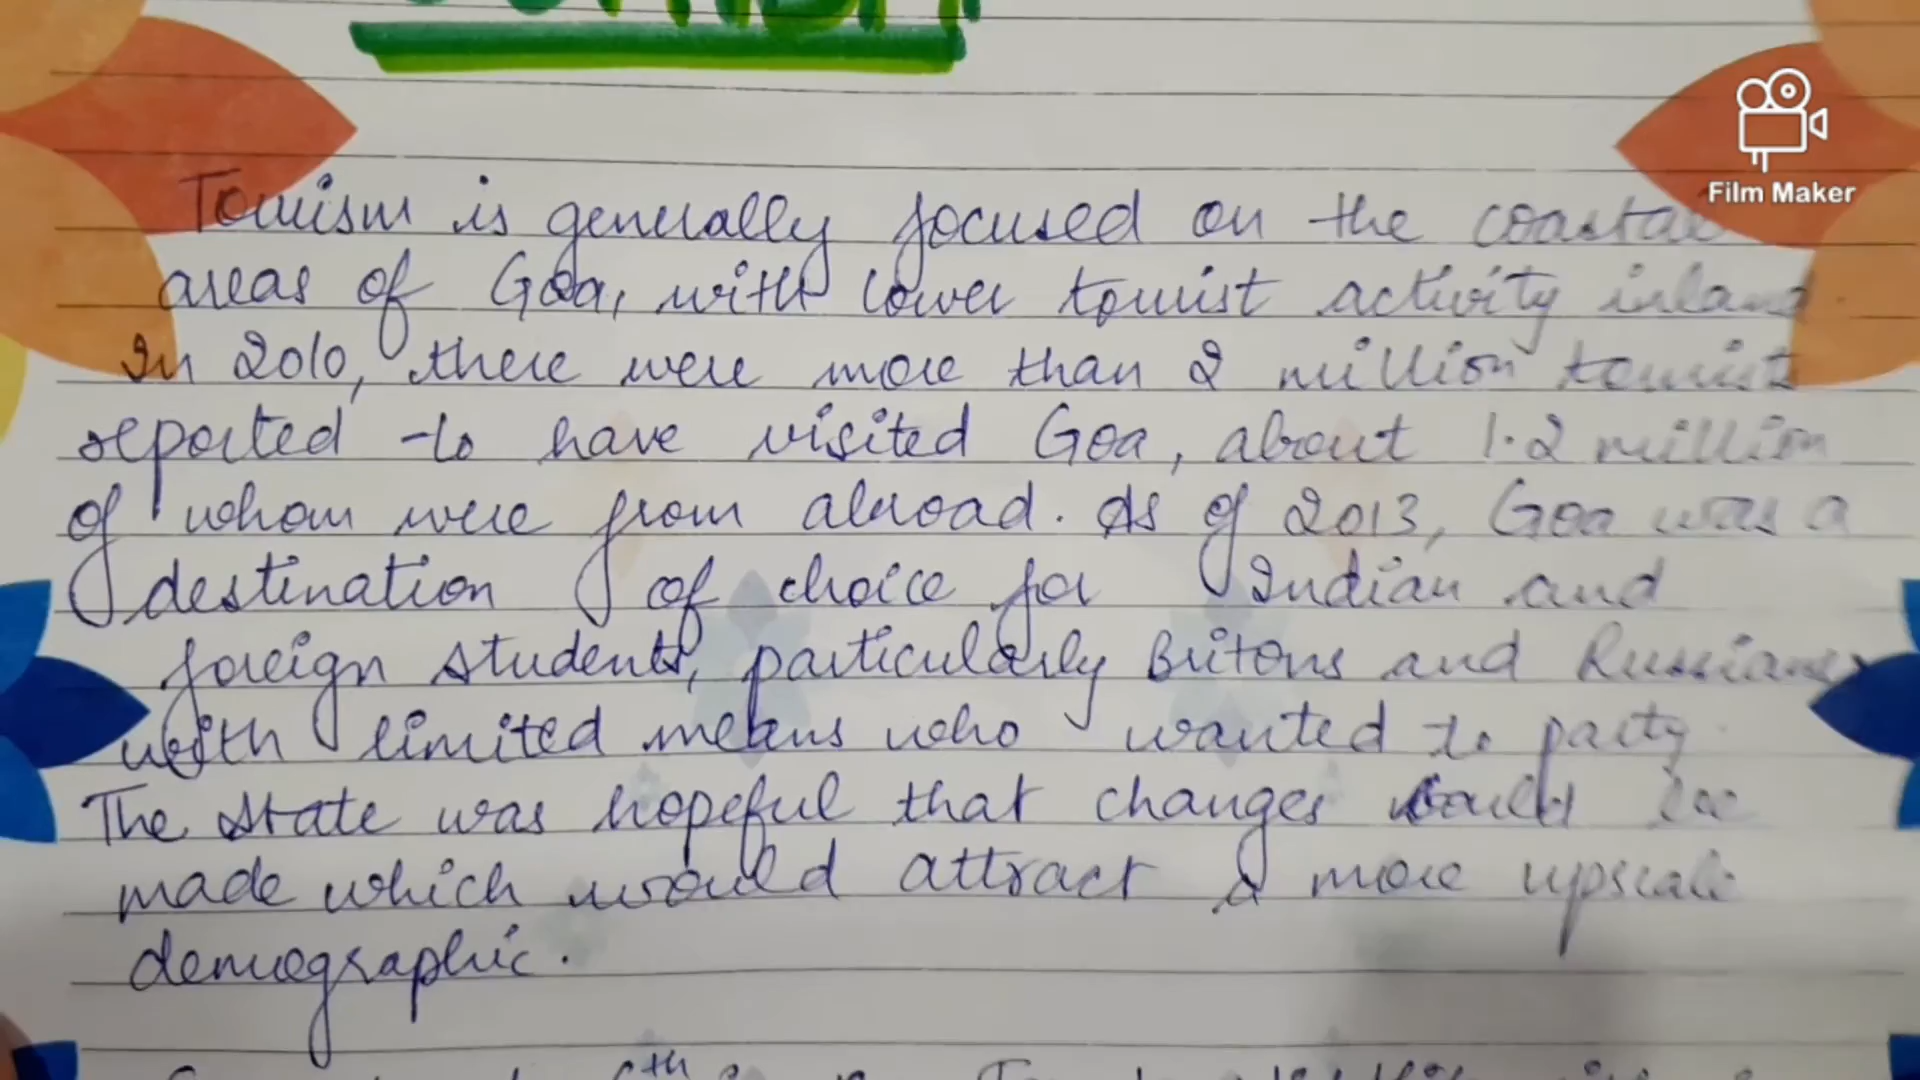 Film Maker
Tourism is generally focused on the coastal
areas of Goa, with lower tourist activity inland.
In 2010, there were more than 2 million tourist
reported to have visited Goa, about 1.2 million
of whom were from abroad. As of 2013, Goa was a
destination of choice for Indian and
foreign students, particularly Britons and Russians
with limited means who wanted to party.
The state was hopeful that changes could be
made which would attract a more upscale
demographic.